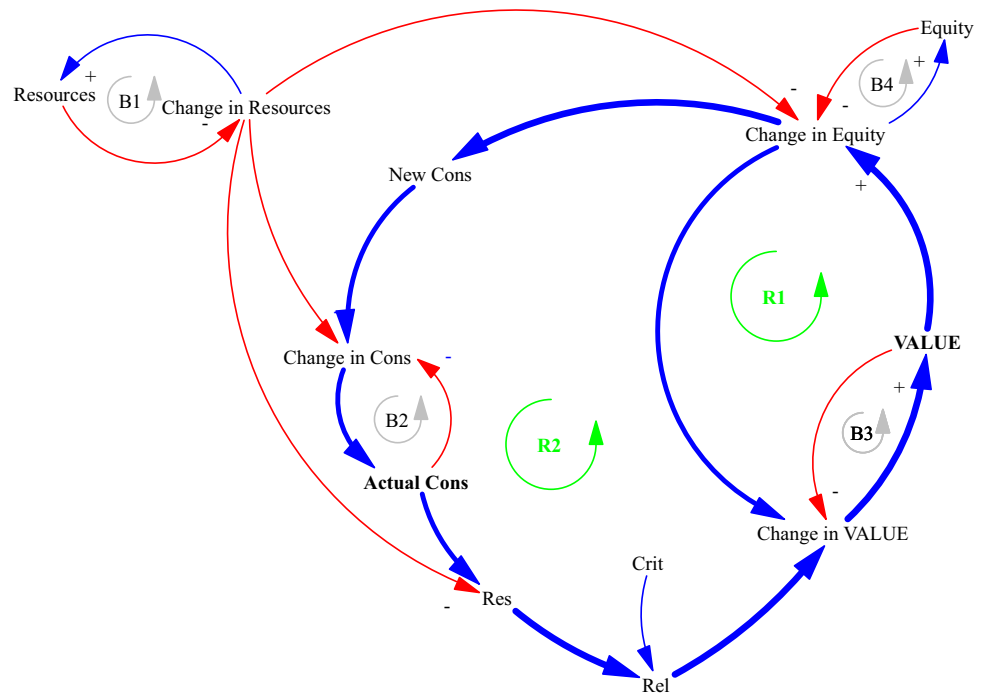 Equity
+
B4
-
-
Resources
+
B1
Change in Resources
-
Change in Equity
New Cons
+
R1
VALUE
Change in Cons
-
+
B2
B3
R2
Actual Cons
-
Change in VALUE
Crit
Res
-
Rel